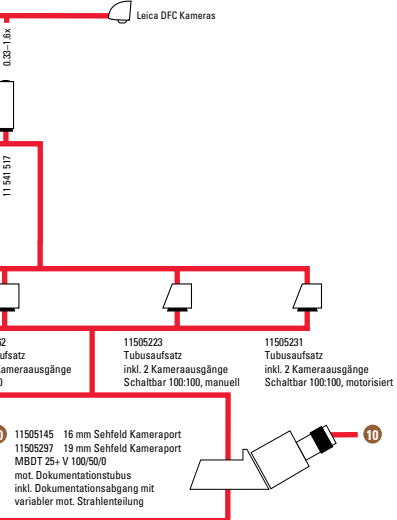 Leica DFC Kameras
0.33–1.6x
11 541 517
11505223
Tubusaufsatz
inkl. 2 Kameraausgänge
Schaltbar 100:100, manuell
11505231
Tubusaufsatz
inkl. 2 Kameraausgänge
Schaltbar 100:100, motorisiert
11505145 16 mm Sehfeld Kameraport
11505297 19 mm Sehfeld Kameraport
MBDT 25+ V 100/50/0
mot. Dokumentationstubus
inkl. Dokumentationsabgang mit
variabler mot. Strahlenteilung
10